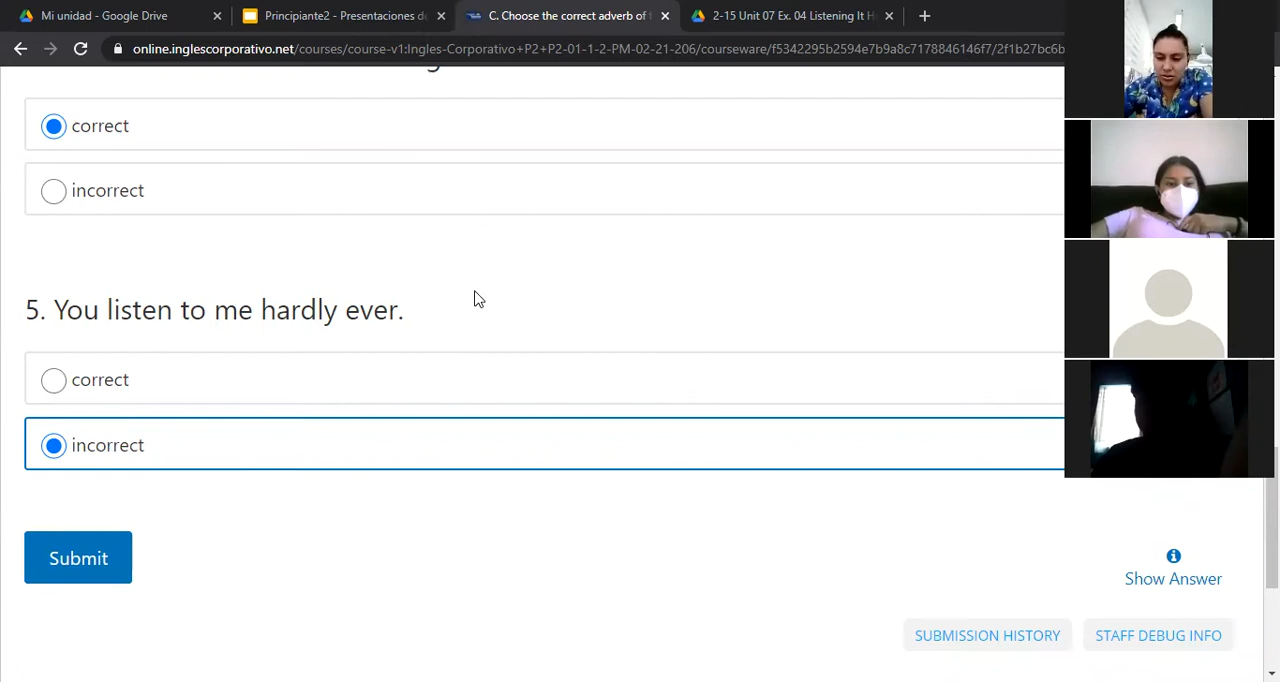 Mi unidad - Google Drive
Principiante2 - Presentaciones d
C. Choose the correct adverb of
2-15 Unit 07 Ex. 04 Listening It H
online.inglescorporativo.net/courses/course-v1:Ingles-Corporativo+P2+P2-01-1-2-PM-02-21-206/courseware/f5342295b2594e7b9a8c7178846146f7/2f1b27bc6b
correct
incorrect
5. You listen to me hardly ever.
correct
incorrect
Submit
Show Answer
SUBMISSION HISTORY
STAFF DEBUG INFO